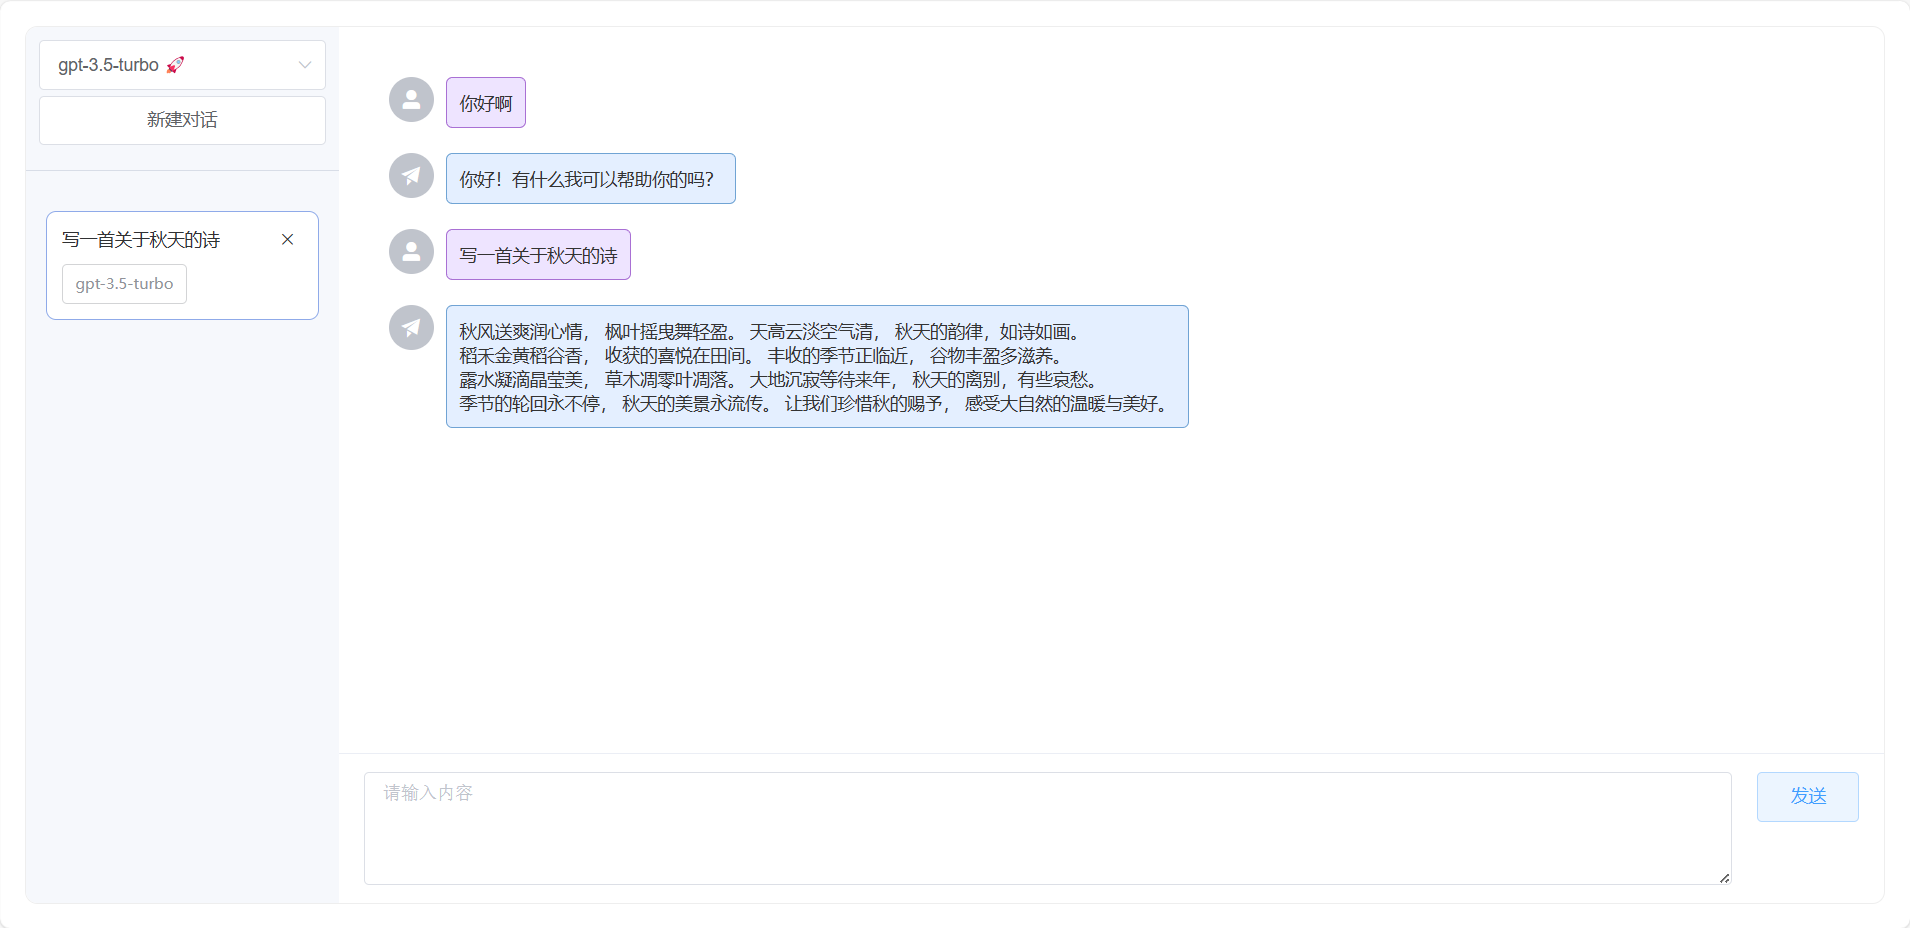 gpt-3.5-turbo 🚀
新建对话
写一首关于秋天的诗
gpt-3.5-turbo
你好啊
你好！有什么我可以帮助你的吗？
写一首关于秋天的诗
秋风送爽润心情， 枫叶摇曳舞轻盈。 天高云淡空气清， 秋天的韵律，如诗如画。
稻禾金黄稻谷香， 收获的喜悦在田间。 丰收的季节正临近， 谷物丰盈多滋养。
露水凝滴晶莹美， 草木凋零叶凋落。 大地沉寂等待来年， 秋天的离别，有些哀愁。
季节的轮回永不停， 秋天的美景永流传。 让我们珍惜秋的赐予， 感受大自然的温暖与美好。
请输入内容
发送